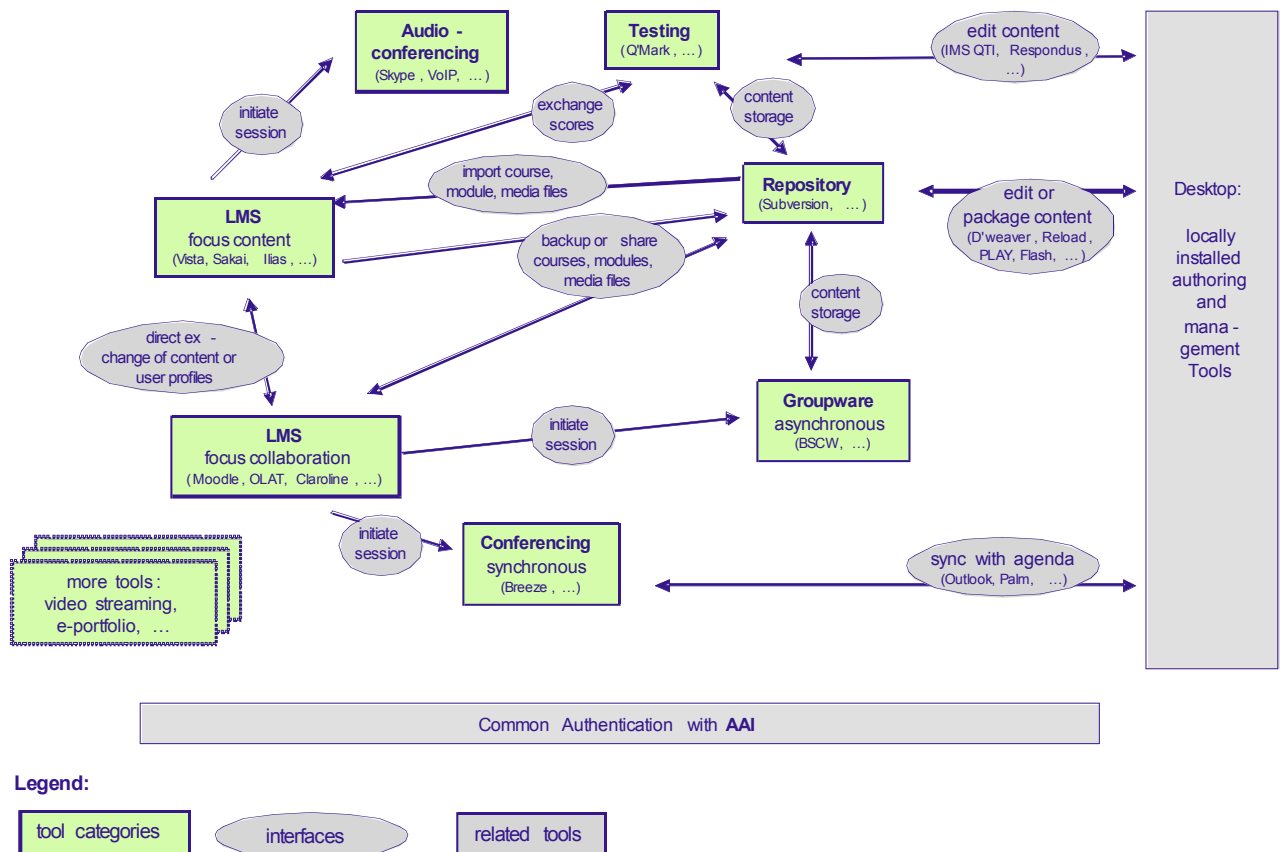 Audio -
conferencing
(Skype , VoIP, ...)
Testing
(Q'Mark , ...)
edit content
(IMS QTI, Respondus ,
...)
initiate
session
exchange
scores
content
storage
import course,
module, media files
Repository
(Subversion, ...)
edit or
package content
(D'weaver , Reload ,
PLAY, Flash, ...)
Desktop:
locally
installed
authoring
and
mana -
gement
Tools
LMS
focus content
(Vista, Sakai, Ilias , ...)
backup or share
courses, modules,
media files
content
storage
direct ex -
change of content or
user profiles
LMS
focus collaboration
(Moodle , OLAT, Claroline , ...)
initiate
session
Groupware
asynchronous
(BSCW, ...)
initiate
session
Conferencing
synchronous
(Breeze , ...)
sync with agenda
(Outlook, Palm, ...)
more tools :
video streaming,
e-portfolio, ...
Common Authentication with AAI
Legend:
tool categories
interfaces
related tools